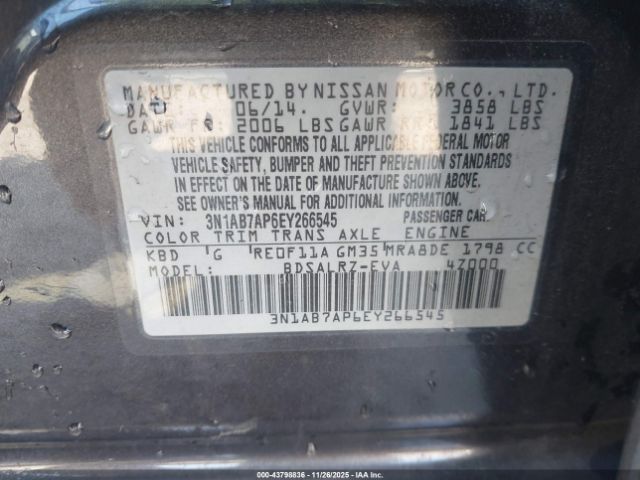 MANUFACTURED BY NISSAN MOTOR CO., LTD.
DATE 06/14. GVWR: 3858 LBS
GAWR FR: 2006 LBS GAWR RR: 1841 LBS
THIS VEHICLE CONFORMS TO ALL APPLICABLE FEDERAL MOTOR
VEHICLE SAFETY, BUMPER AND THEFT PREVENTION STANDARDS
IN EFFECT ON THE DATE OF MANUFACTURE SHOWN ABOVE.
SEE OWNER'S MANUAL FOR ADDITIONAL INFORMATION.
VIN: 3N1AB7AP6EY266545 PASSENGER CAR
COLOR TRIM TRANS AXLE ENGINE
KBD G RE0F11A GM35 MRA8DE 1798 CC
MODEL: BDSALRZ-EVA 4Z000
3N1AB7AP6EY266545
000-43798836 | 11/26/2025 | IAAI.com